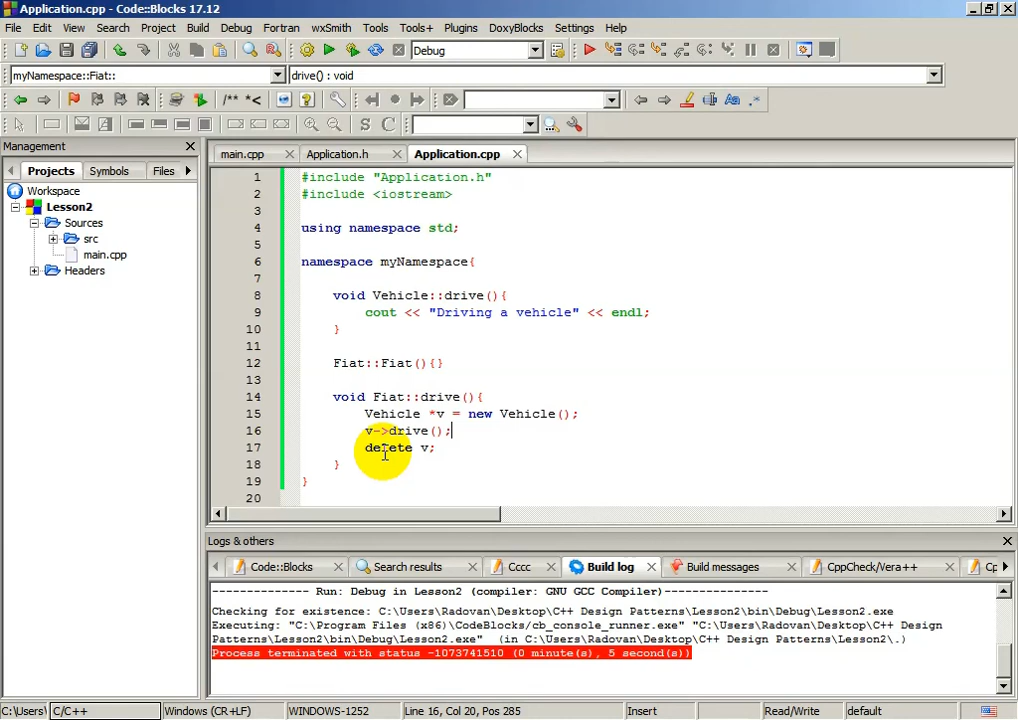 Application.cpp - Code::Blocks 17.12
File Edit View Search Project Build Debug Fortran wxSmith Tools Tools+ Plugins DoxyBlocks Settings Help
Debug
myNamespace::Fiat:: drive() : void
/** *<
Aa .*
S C
Management
Projects Symbols Files
Workspace
Lesson2
Sources
src
main.cpp
Headers
main.cpp Application.h Application.cpp
1 #include "Application.h"
2 #include <iostream>
3
4 using namespace std;
5
6 namespace myNamespace{
7
8 void Vehicle::drive(){
9 cout << "Driving a vehicle" << endl;
10 }
11
12 Fiat::Fiat(){}
13
14 void Fiat::drive(){
15 Vehicle *v = new Vehicle();
16 v->drive();
17 delete v;
18 }
19 }
20
Logs & others
Code::Blocks Search results Cccc Build log Build messages CppCheck/Vera++ Cp
-------------- Run: Debug in Lesson2 (compiler: GNU GCC Compiler)---------------
Checking for existence: C:\Users\Radovan\Desktop\C++ Design Patterns\Lesson2\bin\Debug\Lesson2.exe
Executing: "C:\Program Files (x86)\CodeBlocks/cb_console_runner.exe" "C:\Users\Radovan\Desktop\C++ Design
Patterns\Lesson2\bin\Debug\Lesson2.exe"  (in C:\Users\Radovan\Desktop\C++ Design Patterns\Lesson2\.)
Process terminated with status -1073741510 (0 minute(s), 5 second(s))
C:\Users\ C/C++ Windows (CR+LF) WINDOWS-1252 Line 16, Col 20, Pos 285 Insert Read/Write default